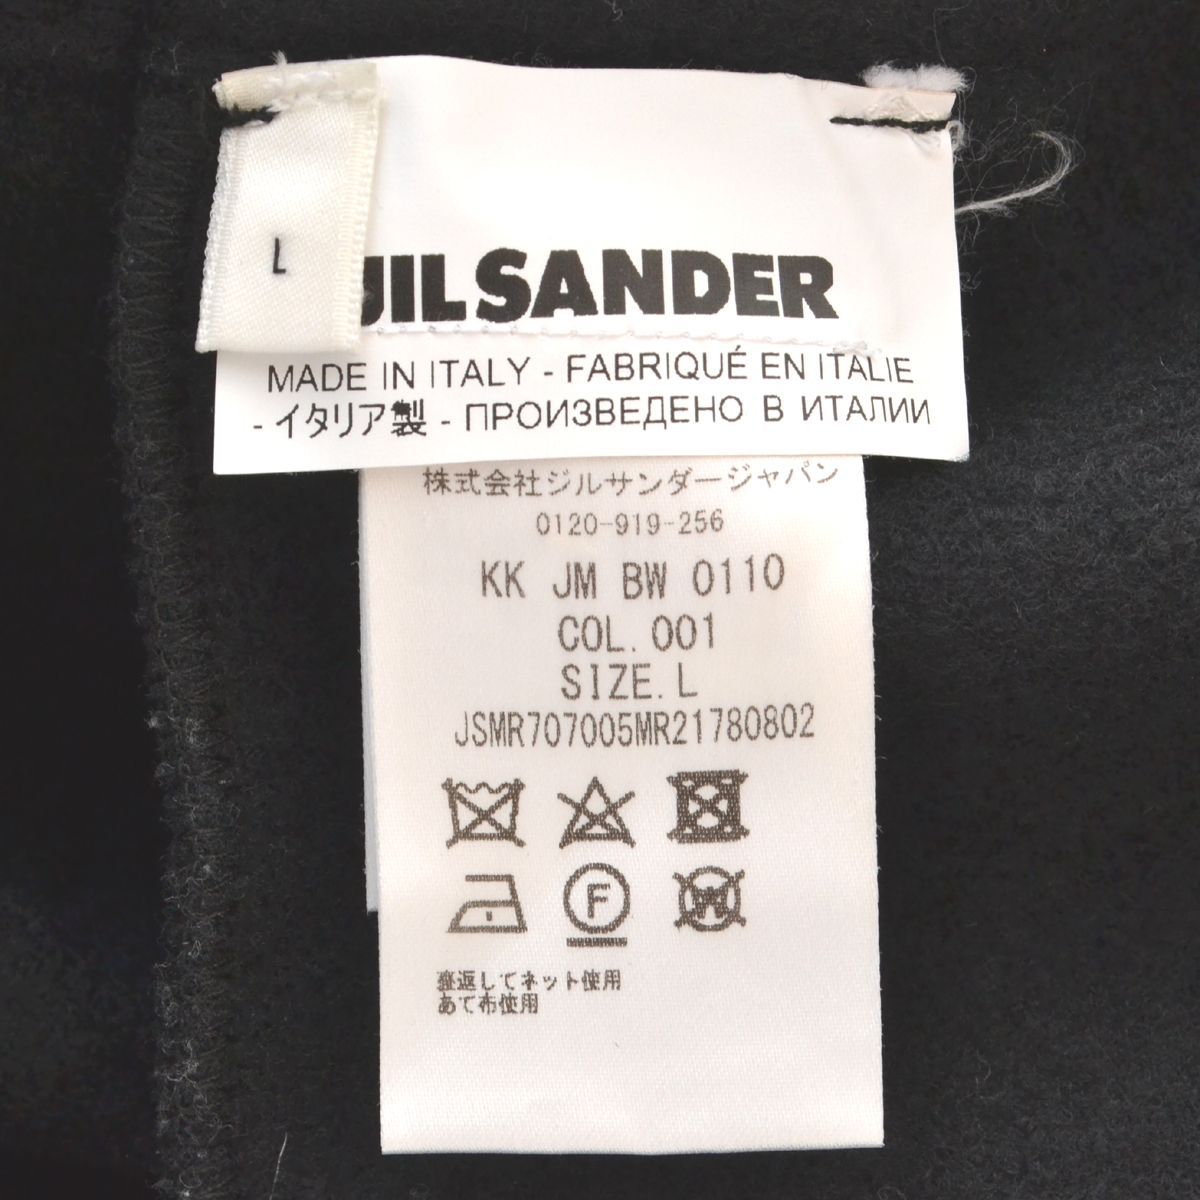 L
JIL SANDER
MADE IN ITALY - FABRIQUÉ EN ITALIE
- イタリア製 - ПРОИЗВЕДЕНО В ИТАЛИИ
株式会社ジルサンダージャパン
0120-919-256
KK JM BW 0110
COL. 001
SIZE. L
JSMR707005MR21780802
F
W
裏返してネット使用
あて布使用